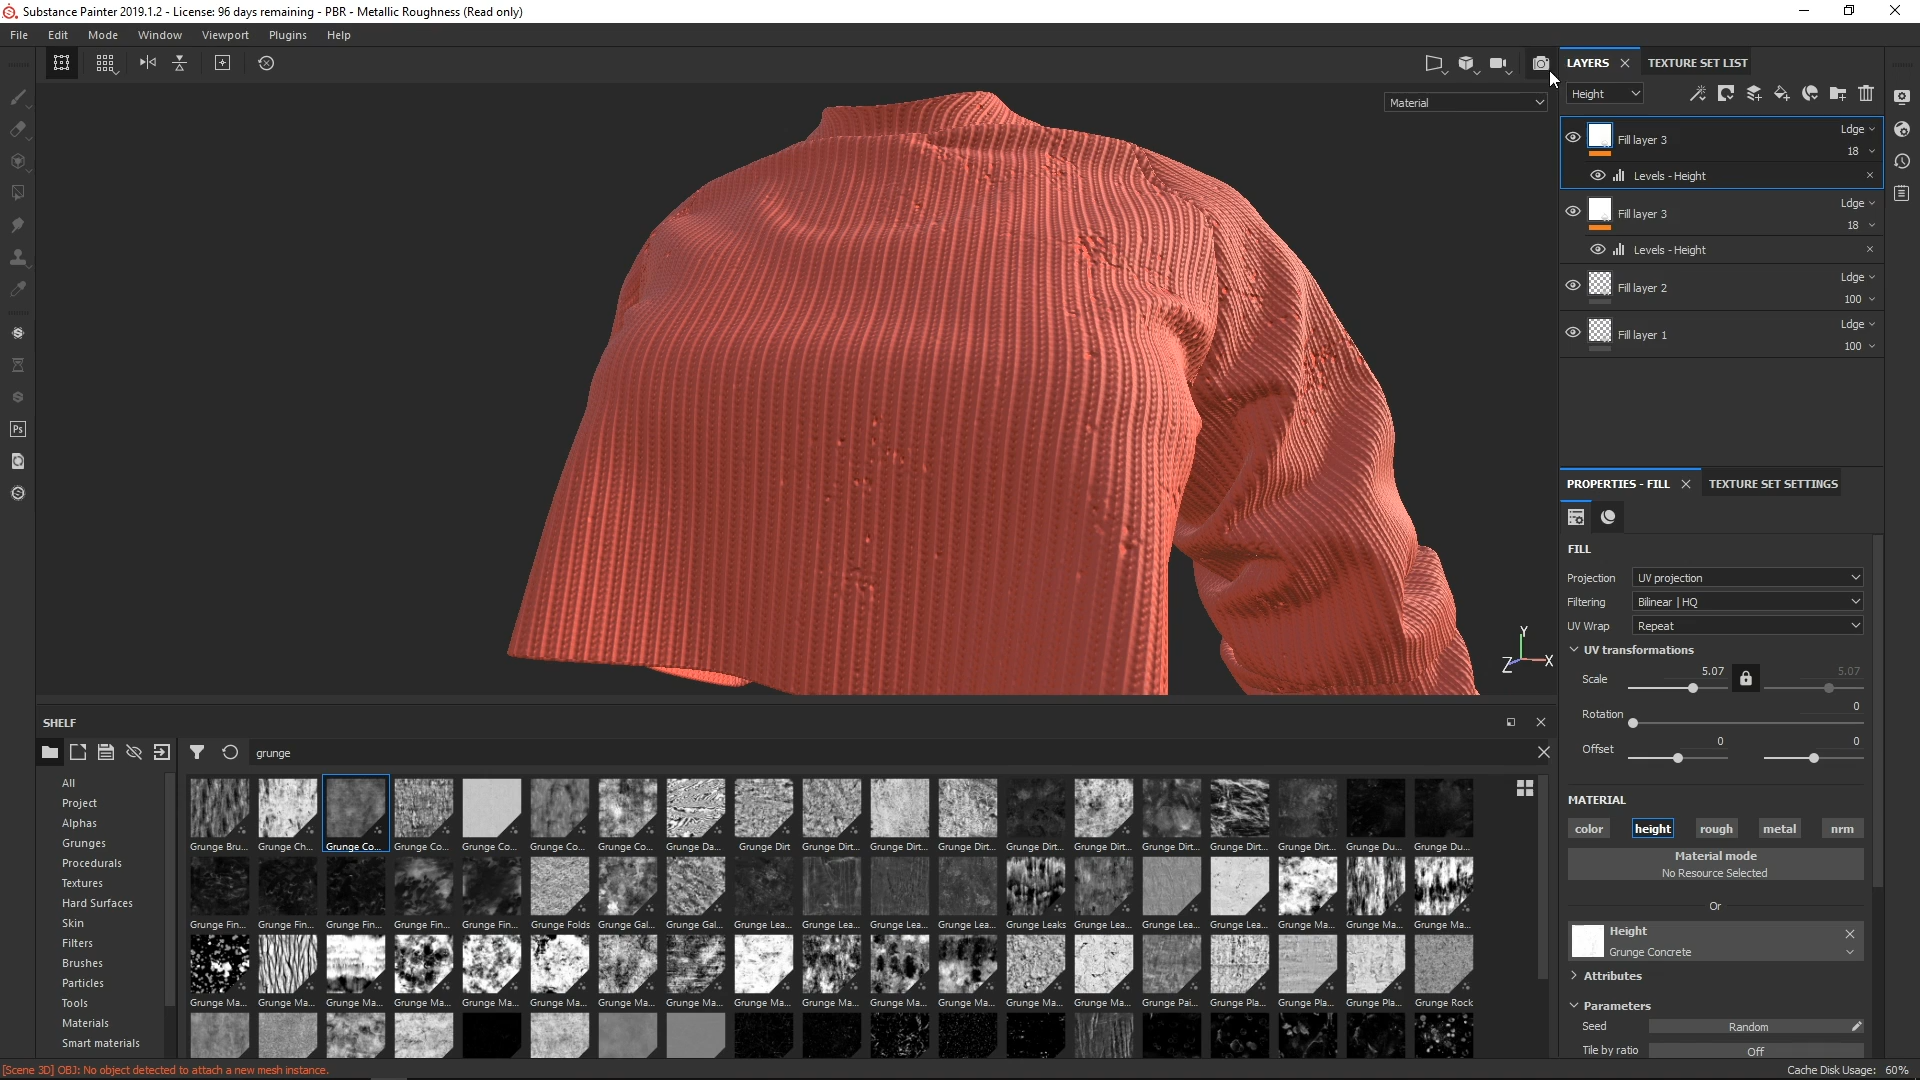 Substance Painter 2019.1.2 - License: 96 days remaining - PBR - Metallic Roughness (Read only)
File Edit Mode Window Viewport Plugins Help
Material
LAYERS TEXTURE SET LIST
Height
Fill layer 3 Ldge
18
Levels - Height
Fill layer 3 Ldge
18
Levels - Height
Fill layer 2 Ldge
100
Fill layer 1 Ldge
100
Ps
Y
Z X
PROPERTIES - FILL TEXTURE SET SETTINGS
FILL
Projection UV projection
Filtering Bilinear | HQ
UV Wrap Repeat
UV transformations
Scale 5.07 5.07
Rotation 0
Offset 0 0
MATERIAL
color height rough metal nrm
Material mode
No Resource Selected
Or
Height
Grunge Concrete
Attributes
Parameters
Seed Random
Tile by ratio Off
SHELF
grunge
All
Project
Alphas
Grunges
Procedurals
Textures
Hard Surfaces
Skin
Filters
Brushes
Particles
Tools
Materials
Smart materials
Grunge Bru... Grunge Ch... Grunge Co... Grunge Co... Grunge Co... Grunge Co... Grunge Co... Grunge Da... Grunge Dirt Grunge Dirt... Grunge Dirt... Grunge Dirt... Grunge Dirt... Grunge Dirt... Grunge Dirt... Grunge Dirt... Grunge Dirt... Grunge Du... Grunge Du...
Grunge Fin... Grunge Fin... Grunge Fin... Grunge Fin... Grunge Fin... Grunge Folds Grunge Gal... Grunge Gal... Grunge Lea... Grunge Lea... Grunge Lea... Grunge Lea... Grunge Leaks Grunge Lea... Grunge Lea... Grunge Lea... Grunge Ma... Grunge Ma... Grunge Ma...
Grunge Ma... Grunge Ma... Grunge Ma... Grunge Ma... Grunge Ma... Grunge Ma... Grunge Ma... Grunge Ma... Grunge Ma... Grunge Ma... Grunge Ma... Grunge Ma... Grunge Ma... Grunge Ma... Grunge Pai... Grunge Pla... Grunge Pla... Grunge Pla... Grunge Rock
[Scene 3D] OBJ: No object detected to attach a new mesh instance.
Cache Disk Usage: 60%